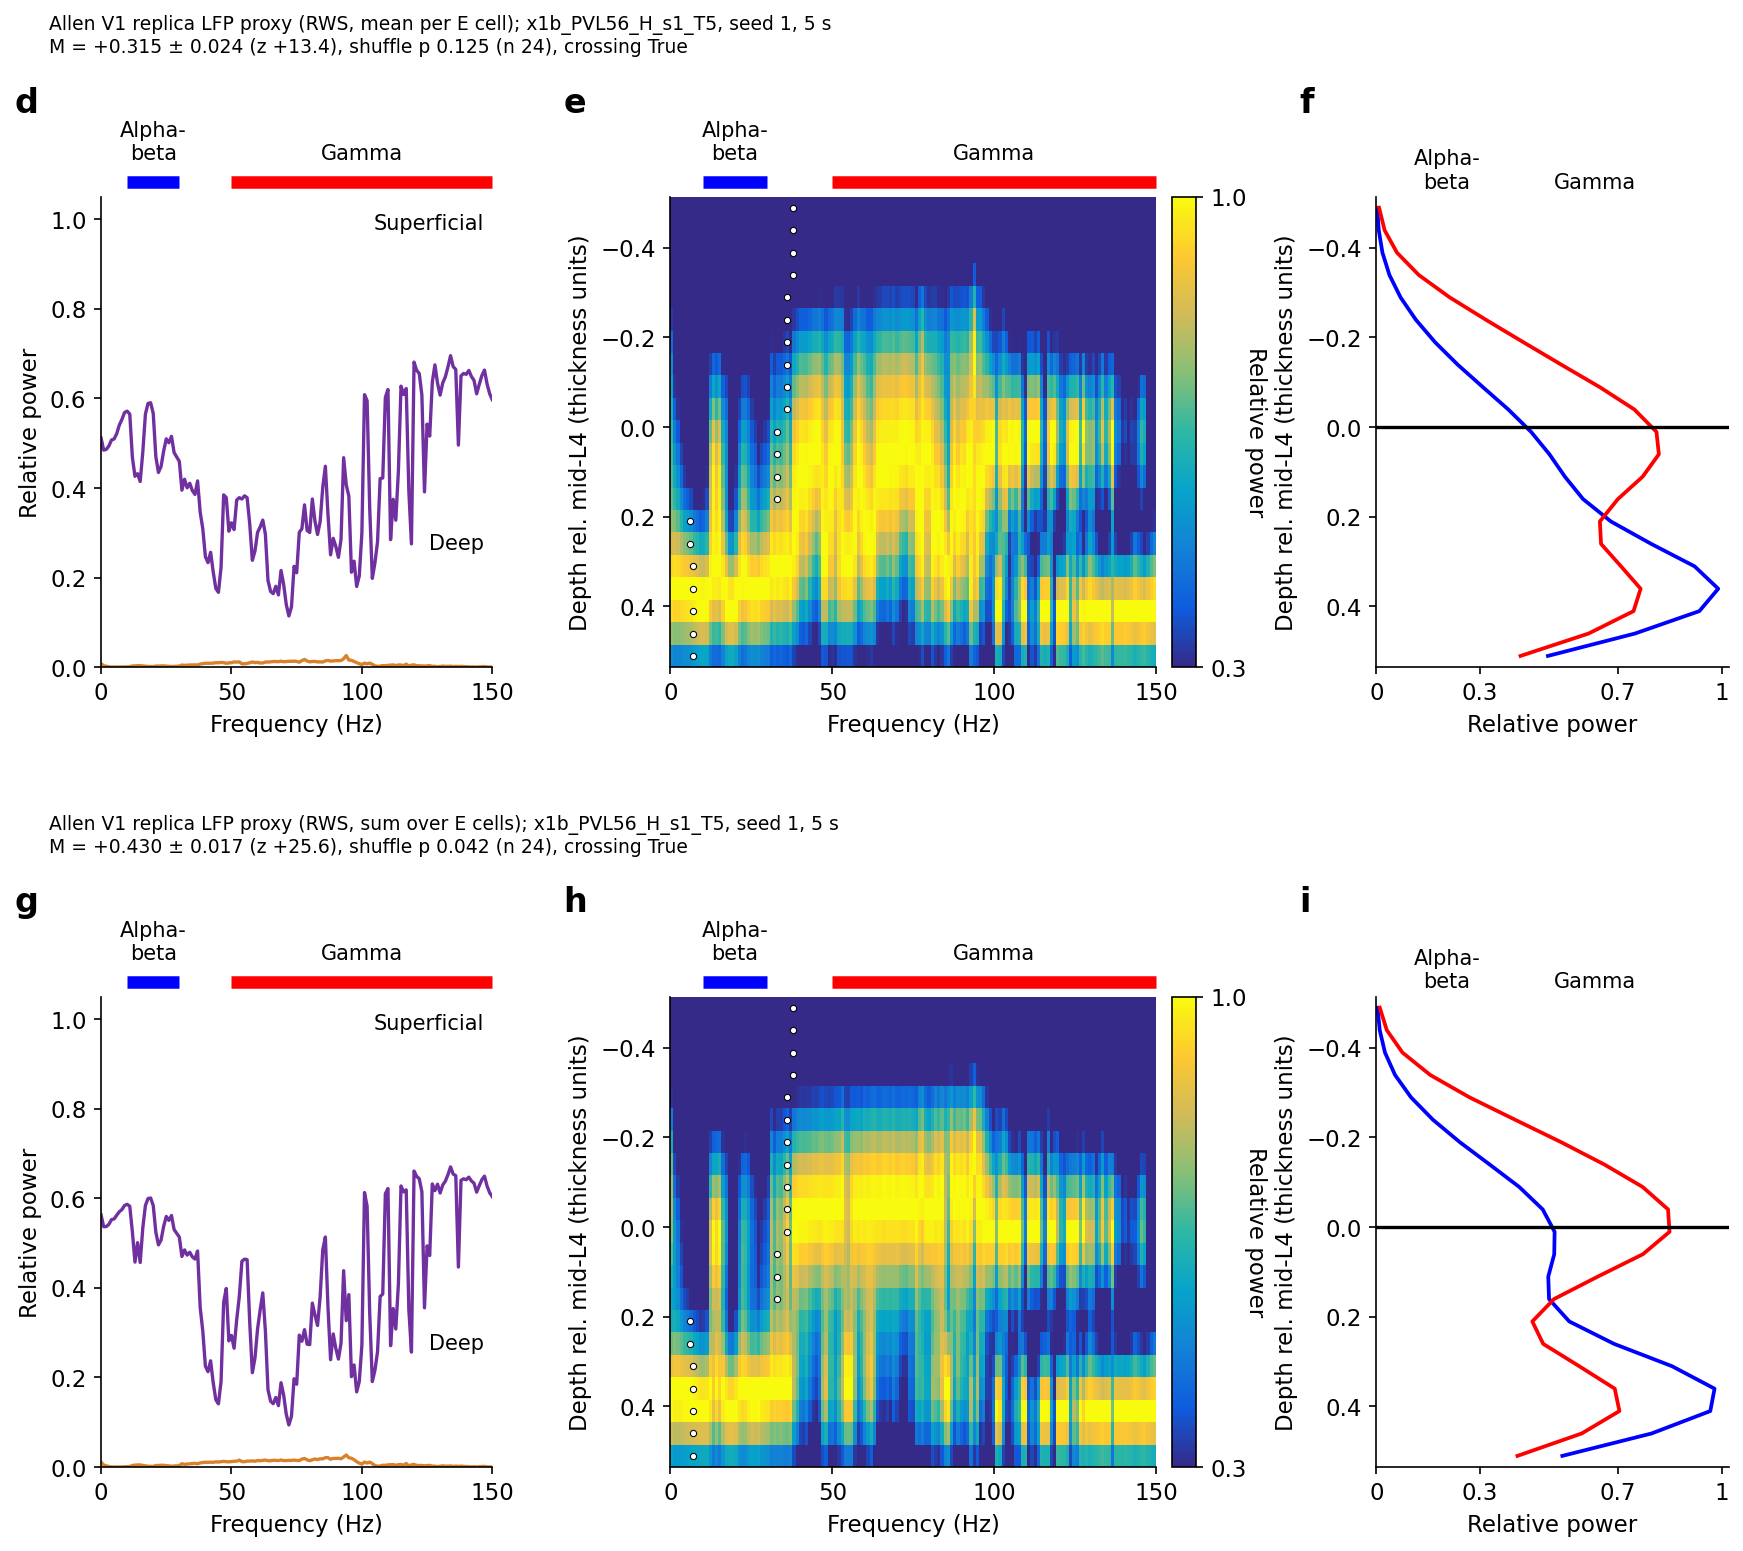 Allen V1 replica LFP proxy (RWS, mean per E cell); x1b_PVL56_H_s1_T5, seed 1, 5 s
M = +0.315 ± 0.024 (z +13.4), shuffle p 0.125 (n 24), crossing True
d
Alpha-
beta
Gamma
Superficial
Deep
Relative power
1.0
0.8
0.6
0.4
0.2
0.0
0
50
100
150
Frequency (Hz)
e
Alpha-
beta
Gamma
Depth rel. mid-L4 (thickness units)
−0.4
−0.2
0.0
0.2
0.4
0
50
100
150
Frequency (Hz)
1.0
0.3
Relative power
f
Alpha-
beta
Gamma
Depth rel. mid-L4 (thickness units)
−0.4
−0.2
0.0
0.2
0.4
0
0.3
0.7
1
Relative power
Allen V1 replica LFP proxy (RWS, sum over E cells); x1b_PVL56_H_s1_T5, seed 1, 5 s
M = +0.430 ± 0.017 (z +25.6), shuffle p 0.042 (n 24), crossing True
g
Alpha-
beta
Gamma
Superficial
Deep
Relative power
1.0
0.8
0.6
0.4
0.2
0.0
0
50
100
150
Frequency (Hz)
h
Alpha-
beta
Gamma
Depth rel. mid-L4 (thickness units)
−0.4
−0.2
0.0
0.2
0.4
0
50
100
150
Frequency (Hz)
1.0
0.3
Relative power
i
Alpha-
beta
Gamma
Depth rel. mid-L4 (thickness units)
−0.4
−0.2
0.0
0.2
0.4
0
0.3
0.7
1
Relative power